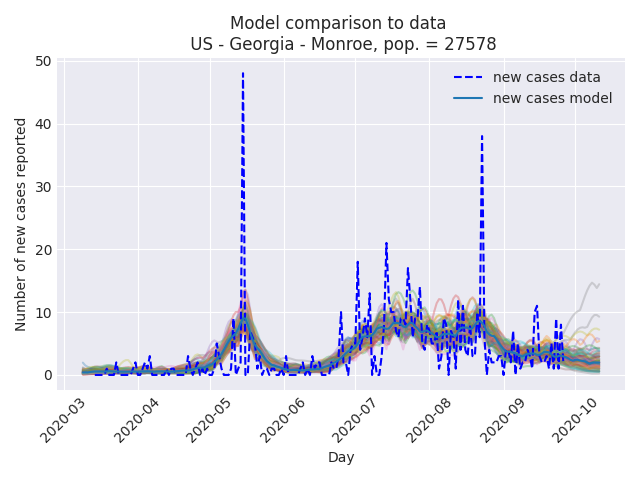 Model comparison to data
US - Georgia - Monroe, pop. = 27578
new cases data
new cases model
Number of new cases reported
50
40
30
20
10
0
2020-03
2020-04
2020-05
2020-06
2020-07
2020-08
2020-09
2020-10
Day